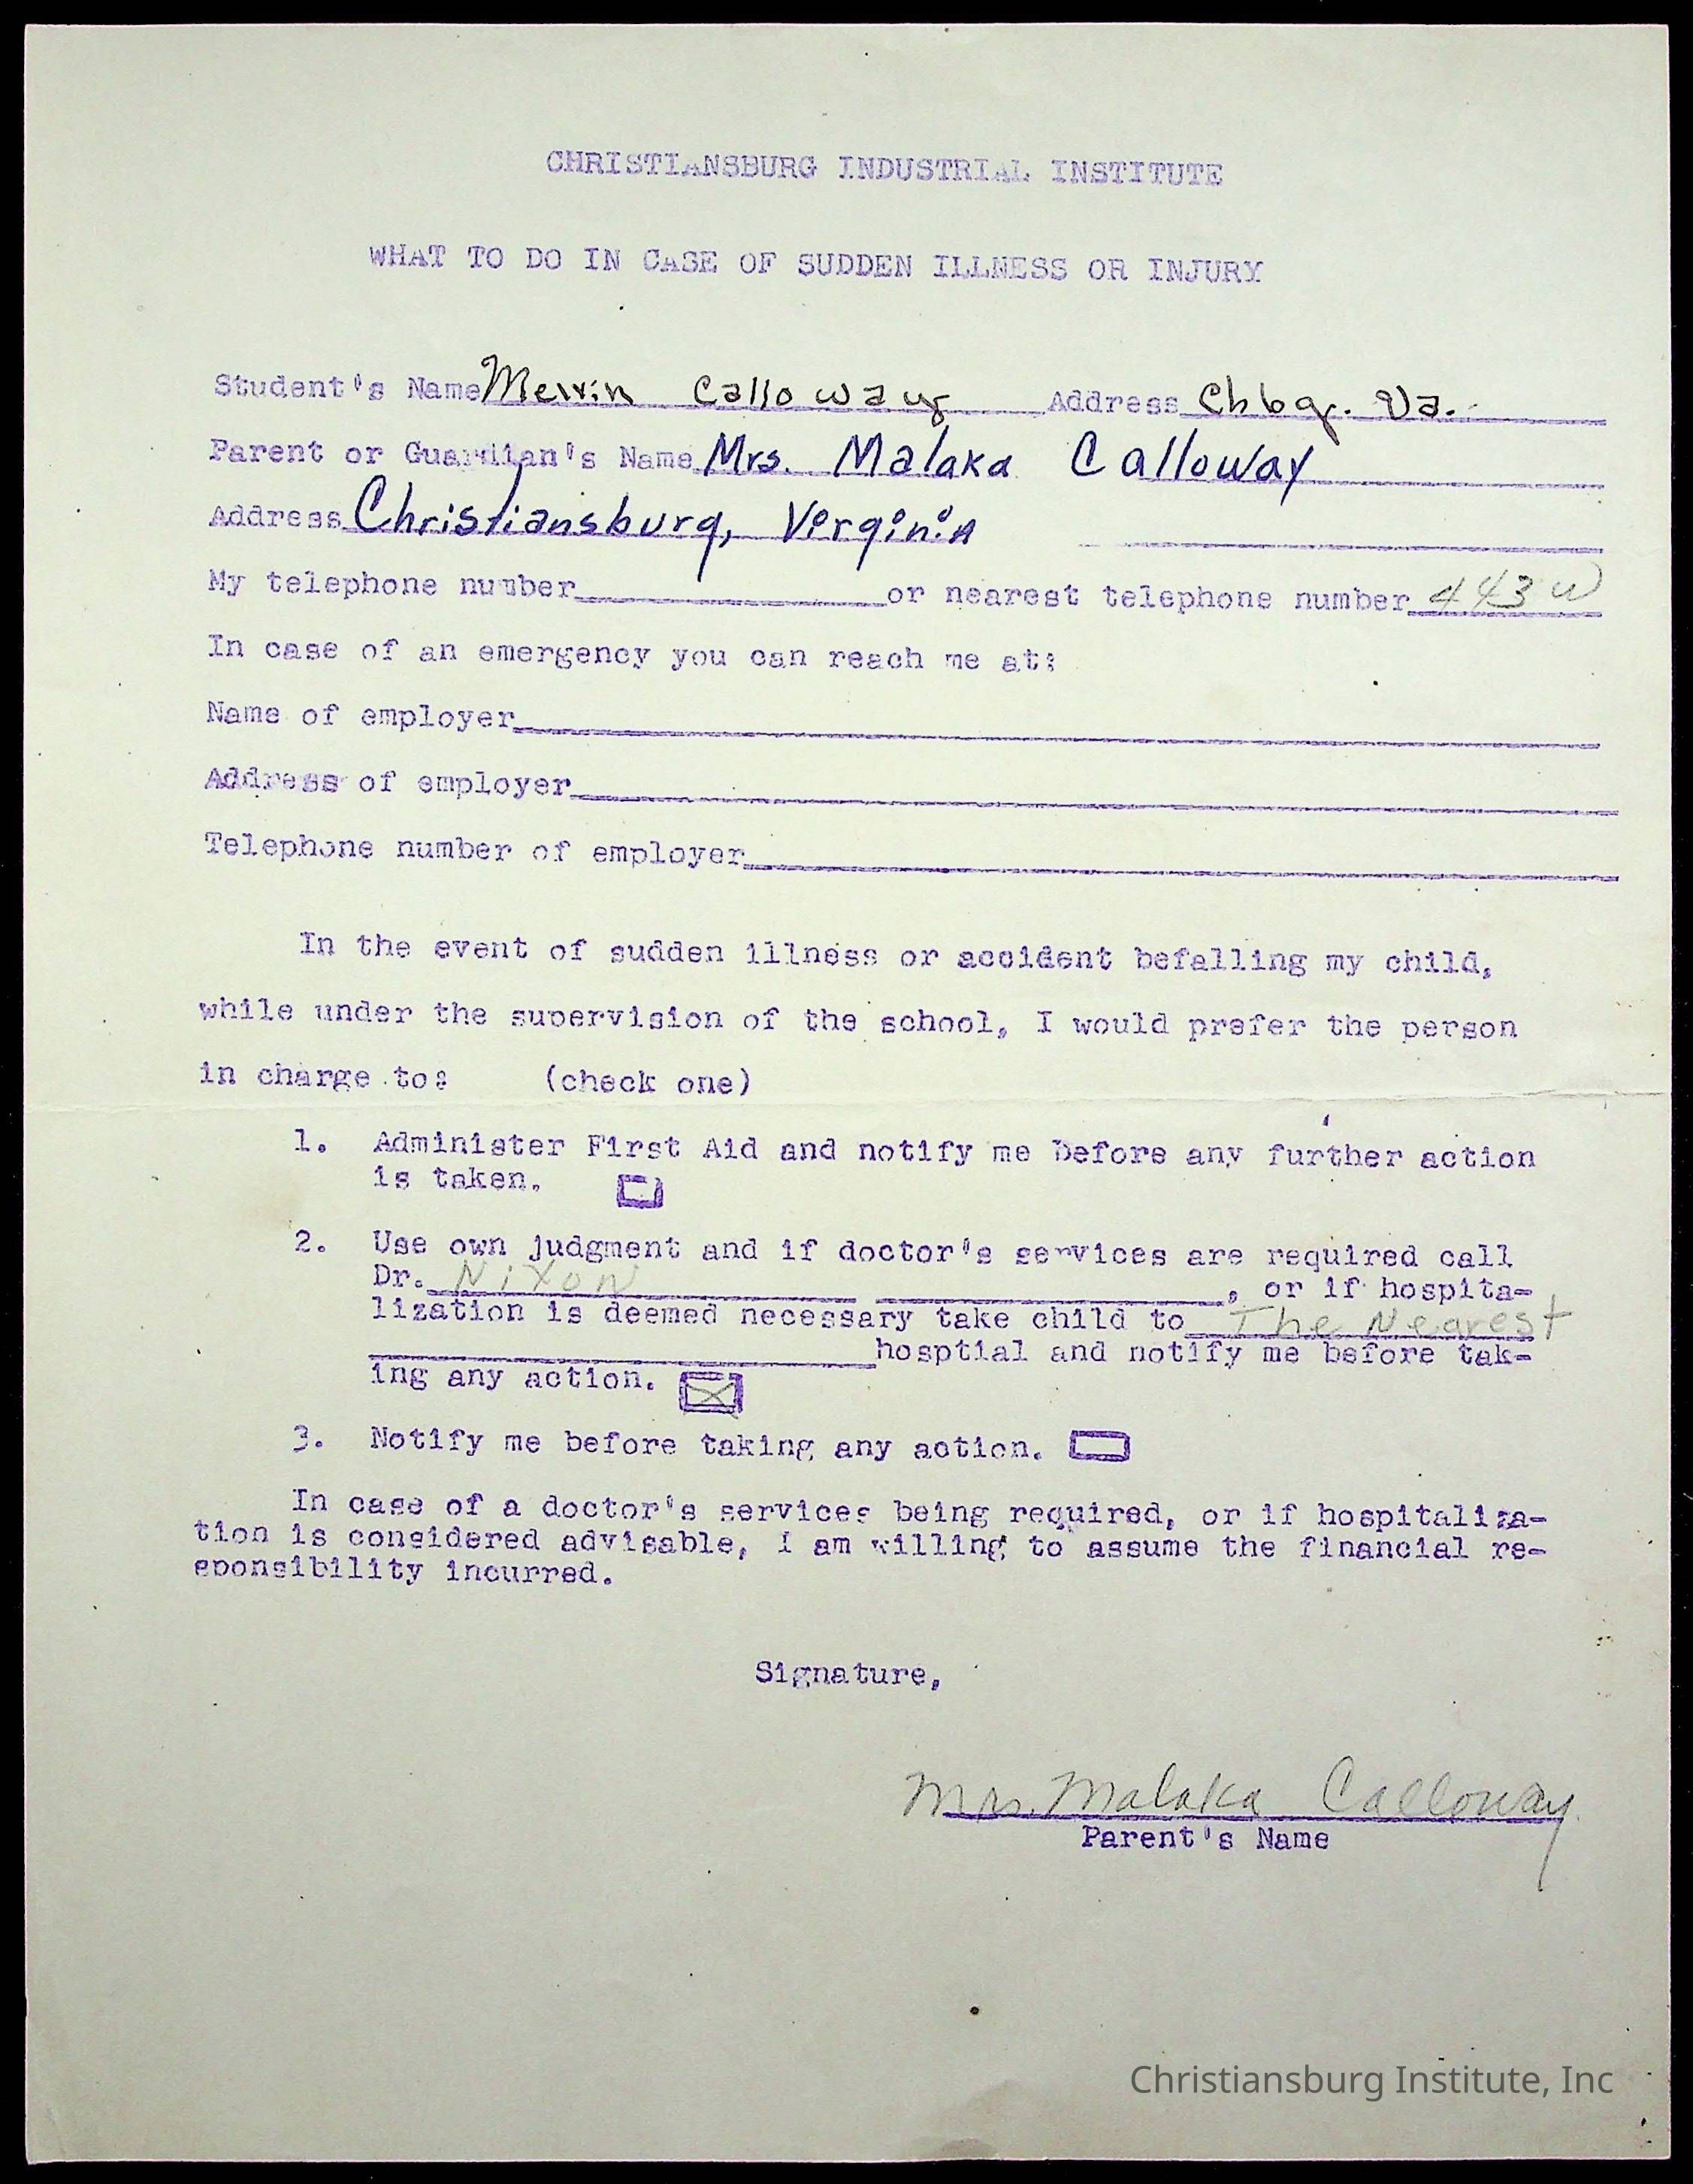 CHRISTIANSBURG INDUSTRIAL INSTITUTE
WHAT TO DO IN CASE OF SUDDEN ILLNESS OR INJURY
Student's Name Melvin Calloway Address Chbg. Va.
Parent or Guardian's Name Mrs. Malaka Calloway
Address Christiansburg, Virginia
My telephone number or nearest telephone number 443 W
In case of an emergency you can reach me at:
Name of employer
Address of employer
Telephone number of employer
In the event of sudden illness or accident befalling my child,
while under the supervision of the school, I would prefer the person
in charge to: (check one)
1. Administer First Aid and notify me before any further action
is taken.
2. Use own judgment and if doctor's services are required call
Dr. Nixon , or if hospita-
lization is deemed necessary take child to The Nearest
hosptial and notify me before tak-
ing any action.
3. Notify me before taking any action.
In case of a doctor's services being required, or if hospitaliza-
tion is considered advisable, I am willing to assume the financial re-
sponsibility incurred.
Signature,
Mrs. Malaka Calloway
Parent's Name
Christiansburg Institute, Inc